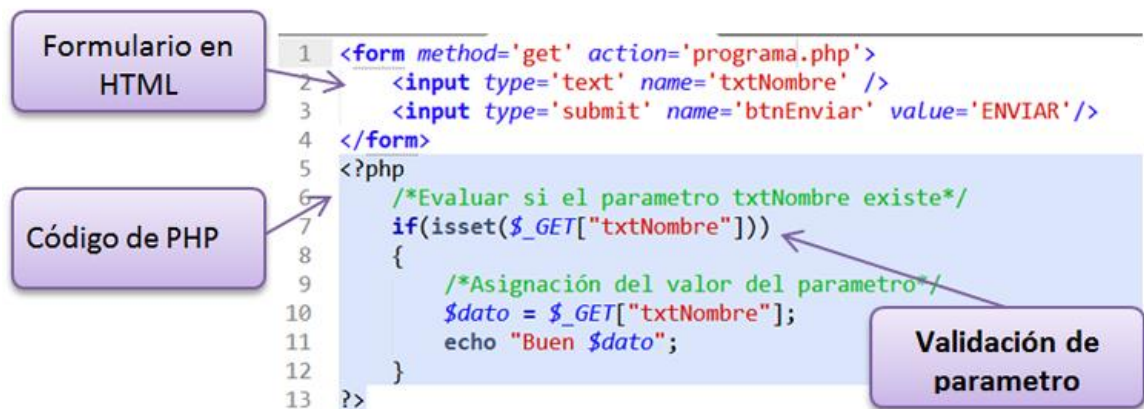 Formulario en
HTML
1 <form method='get' action='programa.php'>
2 <input type='text' name='txtNombre' />
3 <input type='submit' name='btnEnviar' value='ENVIAR'/>
4 </form>
5 <?php
6 /*Evaluar si el parametro txtNombre existe*/
7 if(isset($_GET["txtNombre"]))
8 {
9 /*Asignación del valor del parametro*/
10 $dato = $_GET["txtNombre"];
11 echo "Buen $dato";
12 }
13 ?>
Código de PHP
Validación de
parametro